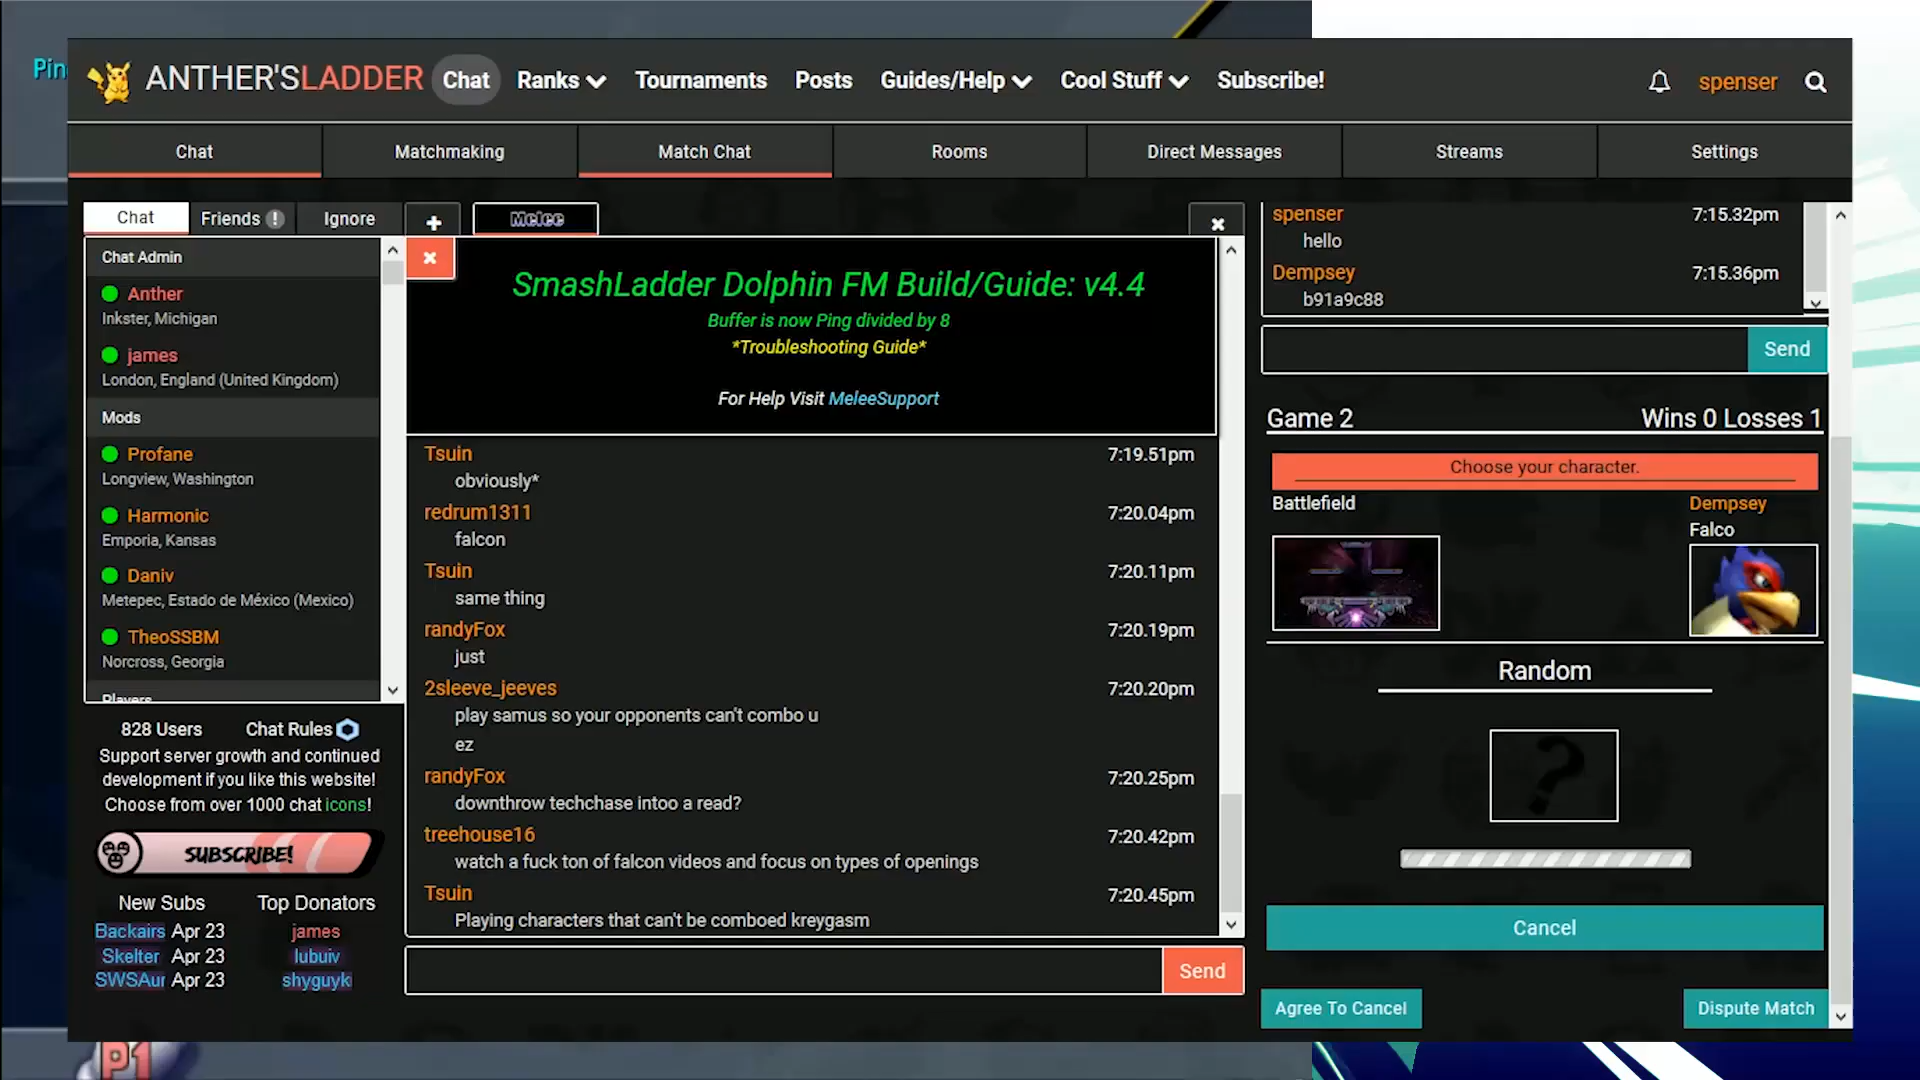 Pin
ANTHER'SLADDER
Chat
Ranks
Tournaments
Posts
Guides/Help
Cool Stuff
Subscribe!
spenser
Chat
Matchmaking
Match Chat
Rooms
Direct Messages
Streams
Settings
Chat
Friends !
Ignore
Chat Admin
Anther
Inkster, Michigan
james
London, England (United Kingdom)
Mods
Profane
Longview, Washington
Harmonic
Emporia, Kansas
Daniv
Metepec, Estado de México (Mexico)
TheoSSBM
Norcross, Georgia
Players
828 Users
Chat Rules
Support server growth and continued
development if you like this website!
Choose from over 1000 chat icons!
SUBSCRIBE!
New Subs
Top Donators
Backairs Apr 23
james
Skelter Apr 23
lubuiv
SWSAur Apr 23
shyguyk
+
Melee
SmashLadder Dolphin FM Build/Guide: v4.4
Buffer is now Ping divided by 8
*Troubleshooting Guide*
For Help Visit MeleeSupport
Tsuin 7:19.51pm
obviously*
redrum1311 7:20.04pm
falcon
Tsuin 7:20.11pm
same thing
randyFox 7:20.19pm
just
2sleeve_jeeves 7:20.20pm
play samus so your opponents can't combo u
ez
randyFox 7:20.25pm
downthrow techchase intoo a read?
treehouse16 7:20.42pm
watch a fuck ton of falcon videos and focus on types of openings
Tsuin 7:20.45pm
Playing characters that can't be comboed kreygasm
Send
spenser 7:15.32pm
hello
Dempsey 7:15.36pm
b91a9c88
Send
Game 2
Wins 0 Losses 1
Choose your character.
Battlefield
Dempsey
Falco
Random
?
Cancel
Agree To Cancel
Dispute Match
P1